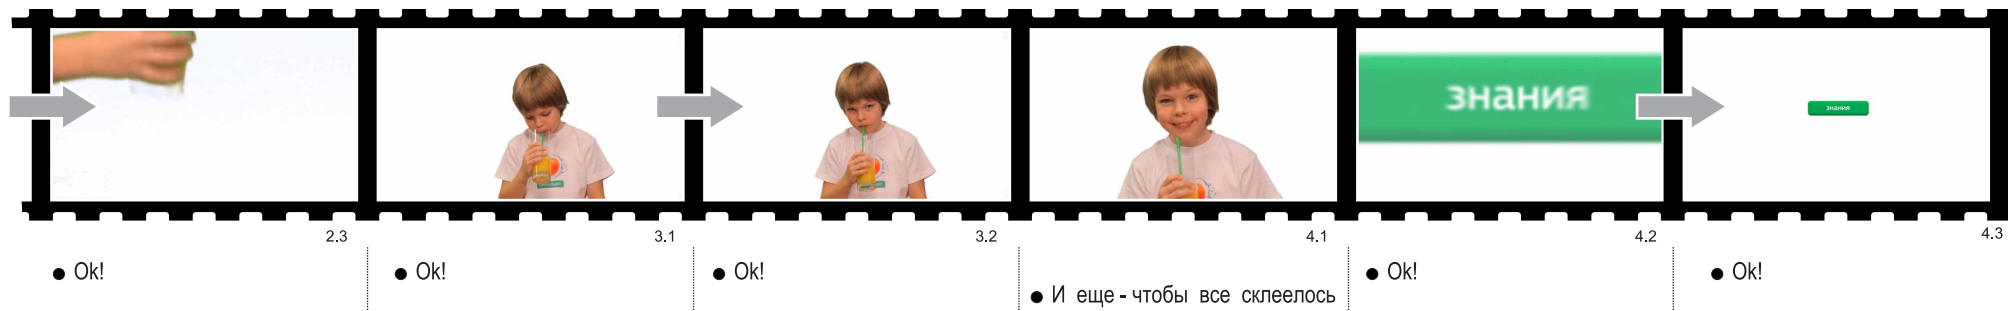 знания
знания
2.3
3.1
3.2
4.1
4.2
4.3
● Ok!
● Ok!
● Ok!
● И еще - чтобы все склеелось
● Ok!
● Ok!